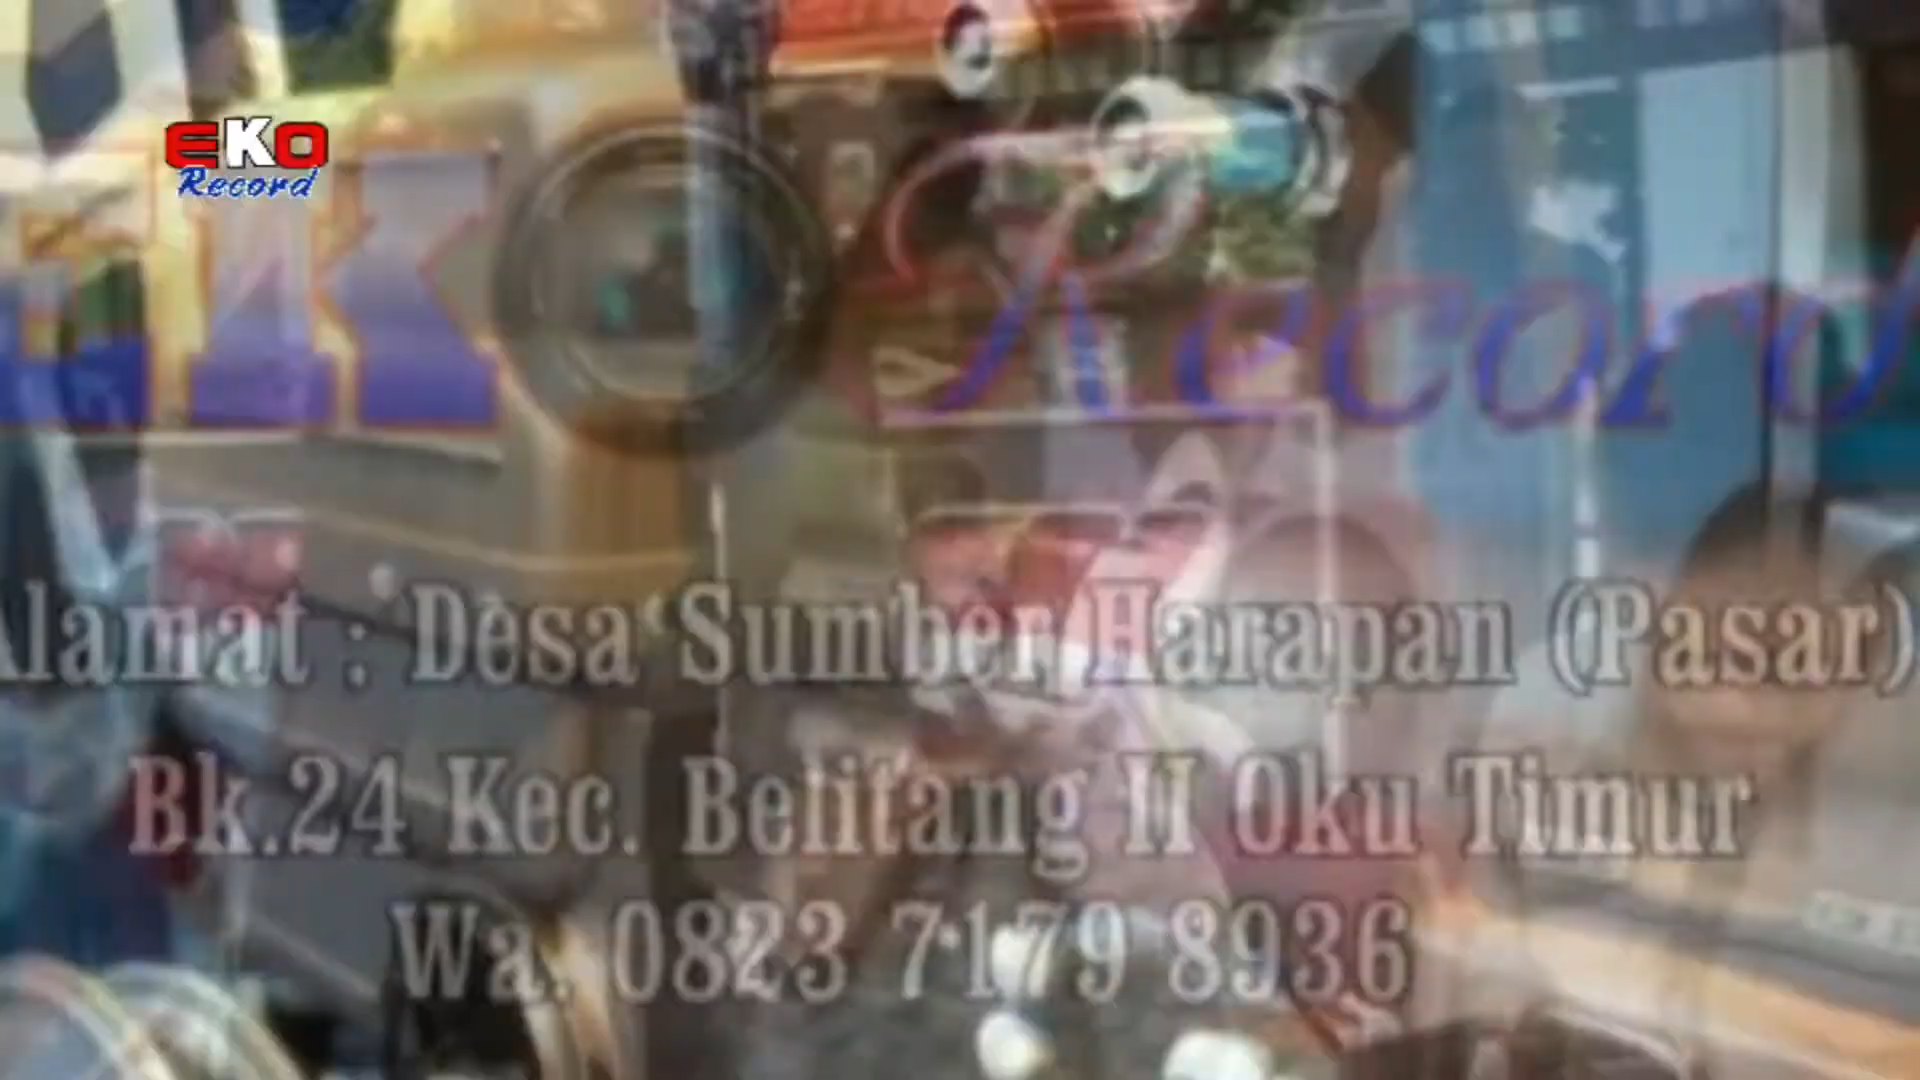 EKO
Record
EKO Record
Alamat : Desa Sumber Harapan (Pasar)
Bk.24 Kec. Belitang II Oku Timur
Wa. 0823 7179 8936